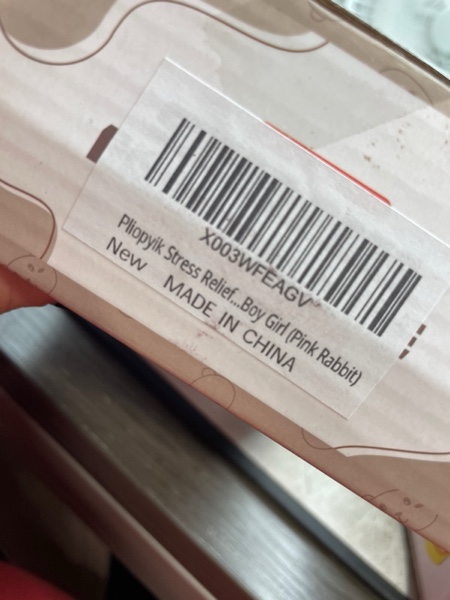 X003WFEAGV
Pliopyik Stress Relief...Boy Girl (Pink Rabbit)
New MADE IN CHINA